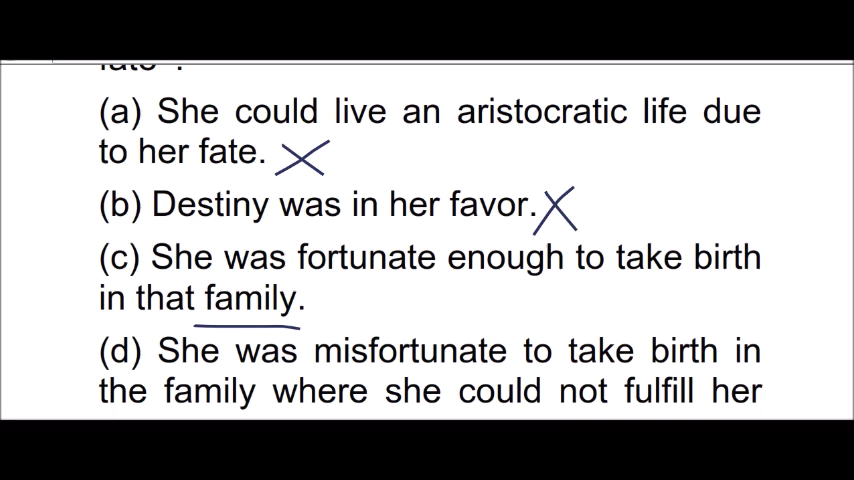 fate".
(a) She could live an aristocratic life due
to her fate.
(b) Destiny was in her favor.
(c) She was fortunate enough to take birth
in that family.
(d) She was misfortunate to take birth in
the family where she could not fulfill her